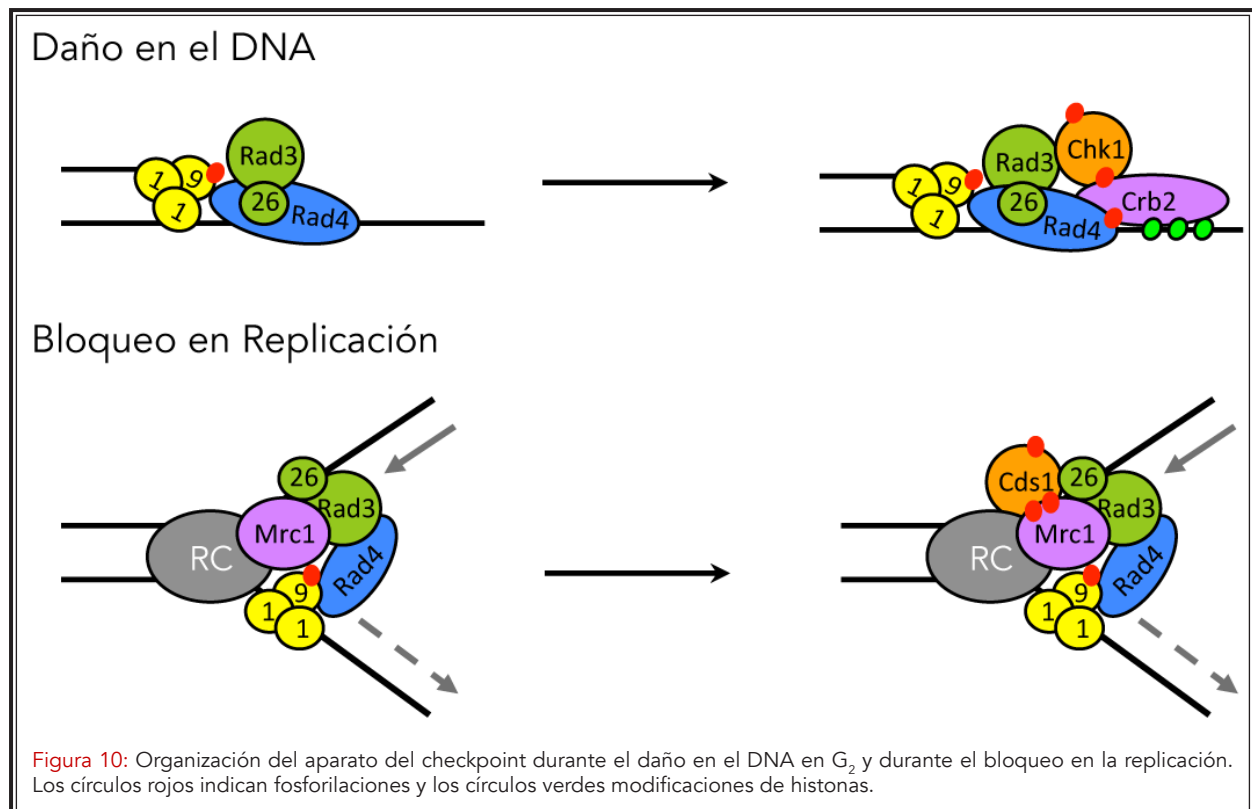 Daño en el DNA
Rad3
1
9
1
26
Rad4
Rad3
Chk1
1
9
1
26
Rad4
Crb2
Bloqueo en Replicación
26
Rad3
Mrc1
RC
Rad4
9
1
1
Cds1
26
Rad3
Mrc1
RC
Rad4
9
1
1
Figura 10: Organización del aparato del checkpoint durante el daño en el DNA en G₂ y durante el bloqueo en la replicación.
Los círculos rojos indican fosforilaciones y los círculos verdes modificaciones de histonas.